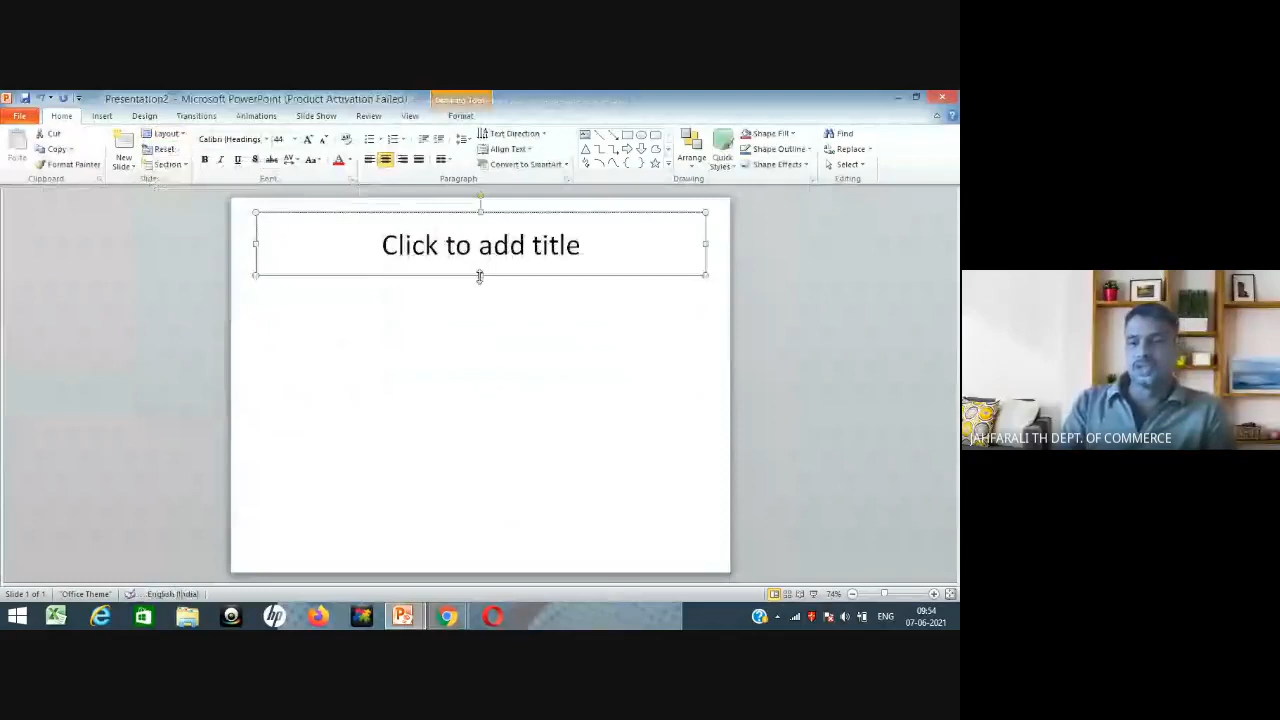 Presentation2 - Microsoft PowerPoint (Product Activation Failed)
File Home Insert Design Transitions Animations Slide Show Review View Format
Paste
Cut
Copy
Format Painter
Clipboard
New Slide
Layout
Reset
Section
Slides
Calibri (Headings) 44
Font
Text Direction
Align Text
Convert to SmartArt
Paragraph
Arrange
Quick Styles
Shape Fill
Shape Outline
Shape Effects
Drawing
Find
Replace
Select
Editing
Click to add title
JAHFARALI TH DEPT. OF COMMERCE
Slide 1 of 1 "Office Theme" English (India) 74%
ENG
09:54
07-06-2021